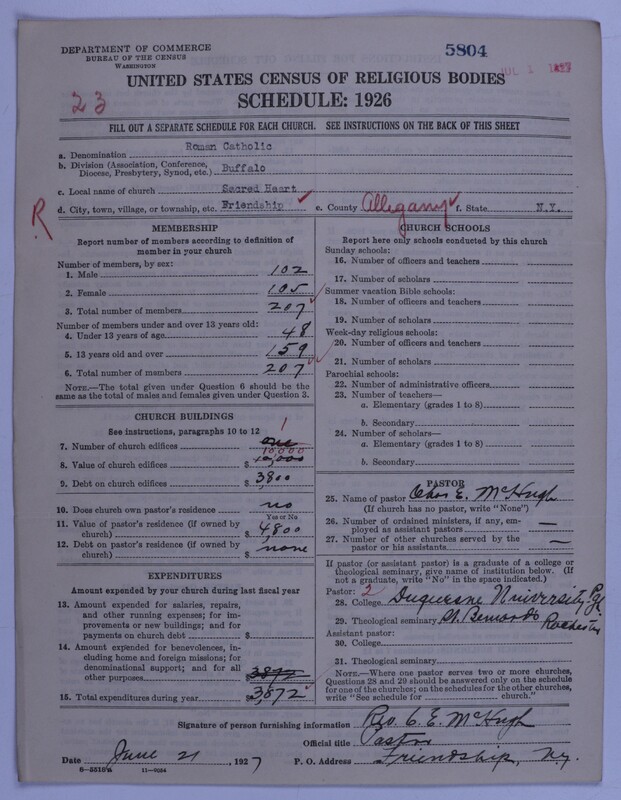 DEPARTMENT OF COMMERCE
BUREAU OF THE CENSUS
WASHINGTON
5804
JUL 1 1927
UNITED STATES CENSUS OF RELIGIOUS BODIES
SCHEDULE: 1926
23
FILL OUT A SEPARATE SCHEDULE FOR EACH CHURCH. SEE INSTRUCTIONS ON THE BACK OF THIS SHEET
a. Denomination Roman Catholic
b. Division (Association, Conference, Diocese, Presbytery, Synod, etc.) Buffalo
c. Local name of church Sacred Heart
d. City, town, village, or township, etc. Friendship e. County Allegany f. State N.Y.
R
MEMBERSHIP
Report number of members according to definition of
member in your church
Number of members, by sex:
1. Male 102
2. Female 105
3. Total number of members 207
Number of members under and over 13 years old:
4. Under 13 years of age 48
5. 13 years old and over 159
6. Total number of members 207
NOTE.—The total given under Question 6 should be
same as the total of males and females given under Question 3.
CHURCH BUILDINGS
See instructions, paragraphs 10 to 12
1
7. Number of church edifices one
10,000
8. Value of church edifices $ 10,000
9. Debt on church edifices $ 3800
10. Does church own pastor's residence? no
Yes or No
11. Value of pastor's residence (if owned by
church) $ 4800
12. Debt on pastor's residence (if owned by
church) $ none
EXPENDITURES
Amount expended by your church during last fiscal year
13. Amount expended for salaries, repairs,
and other running expenses; for im-
provements or new buildings; and for
payments on church debt $
14. Amount expended for benevolences, in-
cluding home and foreign missions; for
denominational support; and for all
other purposes 3872
15. Total expenditures during year 3,872
CHURCH SCHOOLS
Report here only schools conducted by this church
Sunday schools:
16. Number of officers and teachers
17. Number of scholars
Summer vacation Bible schools:
18. Number of officers and teachers
19. Number of scholars
Week-day religious schools:
20. Number of officers and teachers
21. Number of scholars
Parochial schools:
22. Number of administrative officers
23. Number of teachers—
a. Elementary (grades 1 to 8)
b. Secondary
24. Number of scholars—
a. Elementary (grades 1 to 8)
b. Secondary
PASTOR
25. Name of pastor Chas E. McHugh
(If church has no pastor, write "None")
26. Number of ordained ministers, if any, em-
ployed as assistant pastors —
27. Number of other churches served by the
pastor or his assistants —
If pastor (or assistant pastor) is a graduate of a college or
theological seminary, give name of institution below. (If
not a graduate, write "No" in the space indicated.)
Pastor: 2
28. College Duquesne University Pgh
29. Theological seminary St. Bernards Rochester
Assistant pastor:
30. College
31. Theological seminary
NOTE.—Where one pastor serves two or more churches,
Questions 28 and 29 should be answered only on the schedule
for one of the churches; on the schedules for the other churches,
write "See schedule for church."
Signature of person furnishing information Rev. C. E. McHugh
Official title Pastor
Date June 21, 1927 P. O. Address Friendship, N.y.
8—5519a 11—9034